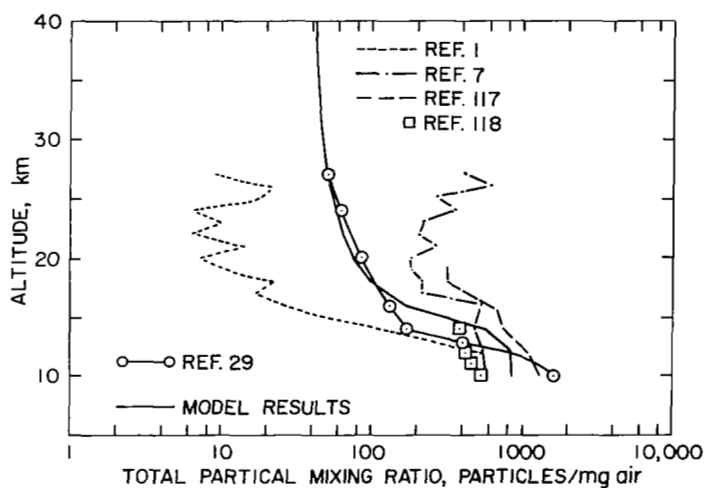 40
30
20
10
ALTITUDE, km
REF. 1
REF. 7
REF. 117
REF. 118
REF. 29
MODEL RESULTS
1
10
100
1000
10,000
TOTAL PARTICAL MIXING RATIO, PARTICLES/mg air